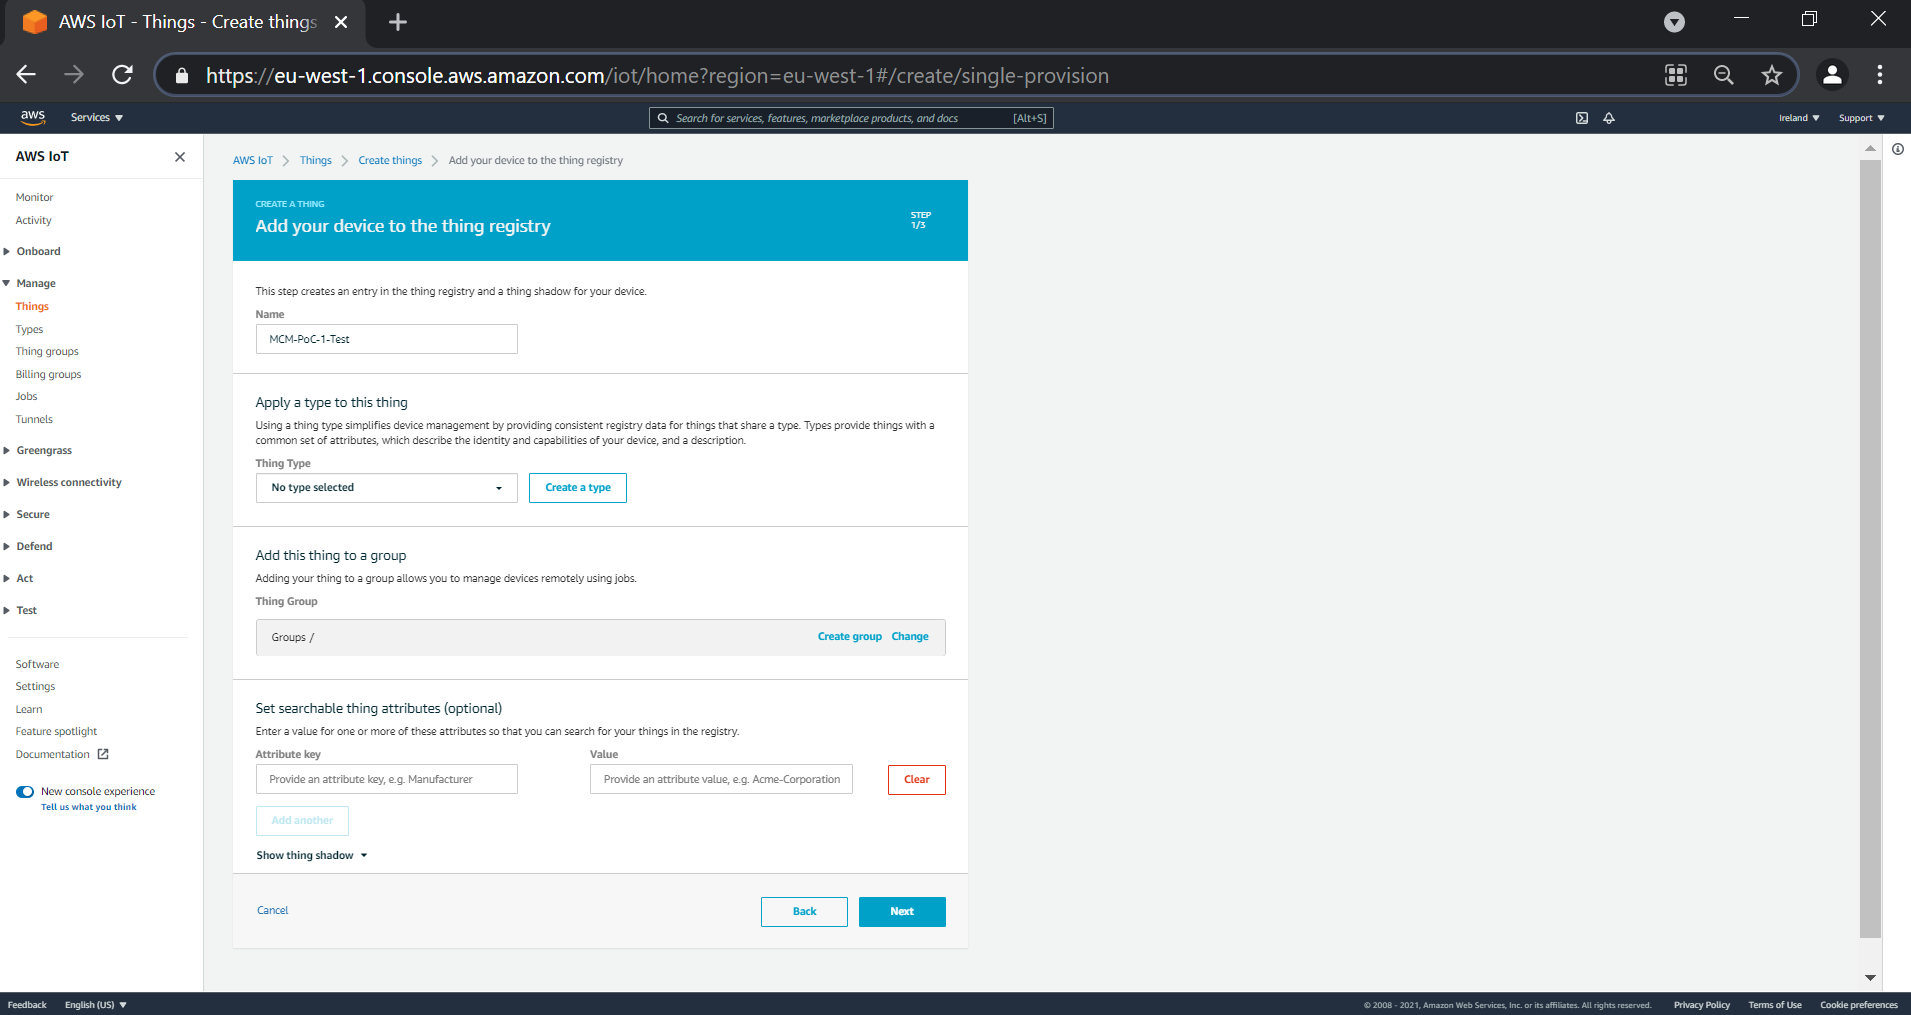 AWS IoT - Things - Create things
https://eu-west-1.console.aws.amazon.com/iot/home?region=eu-west-1#/create/single-provision
aws
Services
Search for services, features, marketplace products, and docs
[Alt+S]
Ireland
Support
AWS IoT
Monitor
Activity
Onboard
Manage
Things
Types
Thing groups
Billing groups
Jobs
Tunnels
Greengrass
Wireless connectivity
Secure
Defend
Act
Test
Software
Settings
Learn
Feature spotlight
Documentation
New console experience
Tell us what you think
AWS IoT > Things > Create things > Add your device to the thing registry
CREATE A THING
Add your device to the thing registry
STEP
1/3
This step creates an entry in the thing registry and a thing shadow for your device.
Name
MCM-PoC-1-Test
Apply a type to this thing
Using a thing type simplifies device management by providing consistent registry data for things that share a type. Types provide things with a
common set of attributes, which describe the identity and capabilities of your device, and a description.
Thing Type
No type selected
Create a type
Add this thing to a group
Adding your thing to a group allows you to manage devices remotely using jobs.
Thing Group
Groups /
Create group
Change
Set searchable thing attributes (optional)
Enter a value for one or more of these attributes so that you can search for your things in the registry.
Attribute key
Value
Provide an attribute key, e.g. Manufacturer
Provide an attribute value, e.g. Acme-Corporation
Clear
Add another
Show thing shadow
Cancel
Back
Next
Feedback
English (US)
© 2008 - 2021, Amazon Web Services, Inc. or its affiliates. All rights reserved.
Privacy Policy
Terms of Use
Cookie preferences